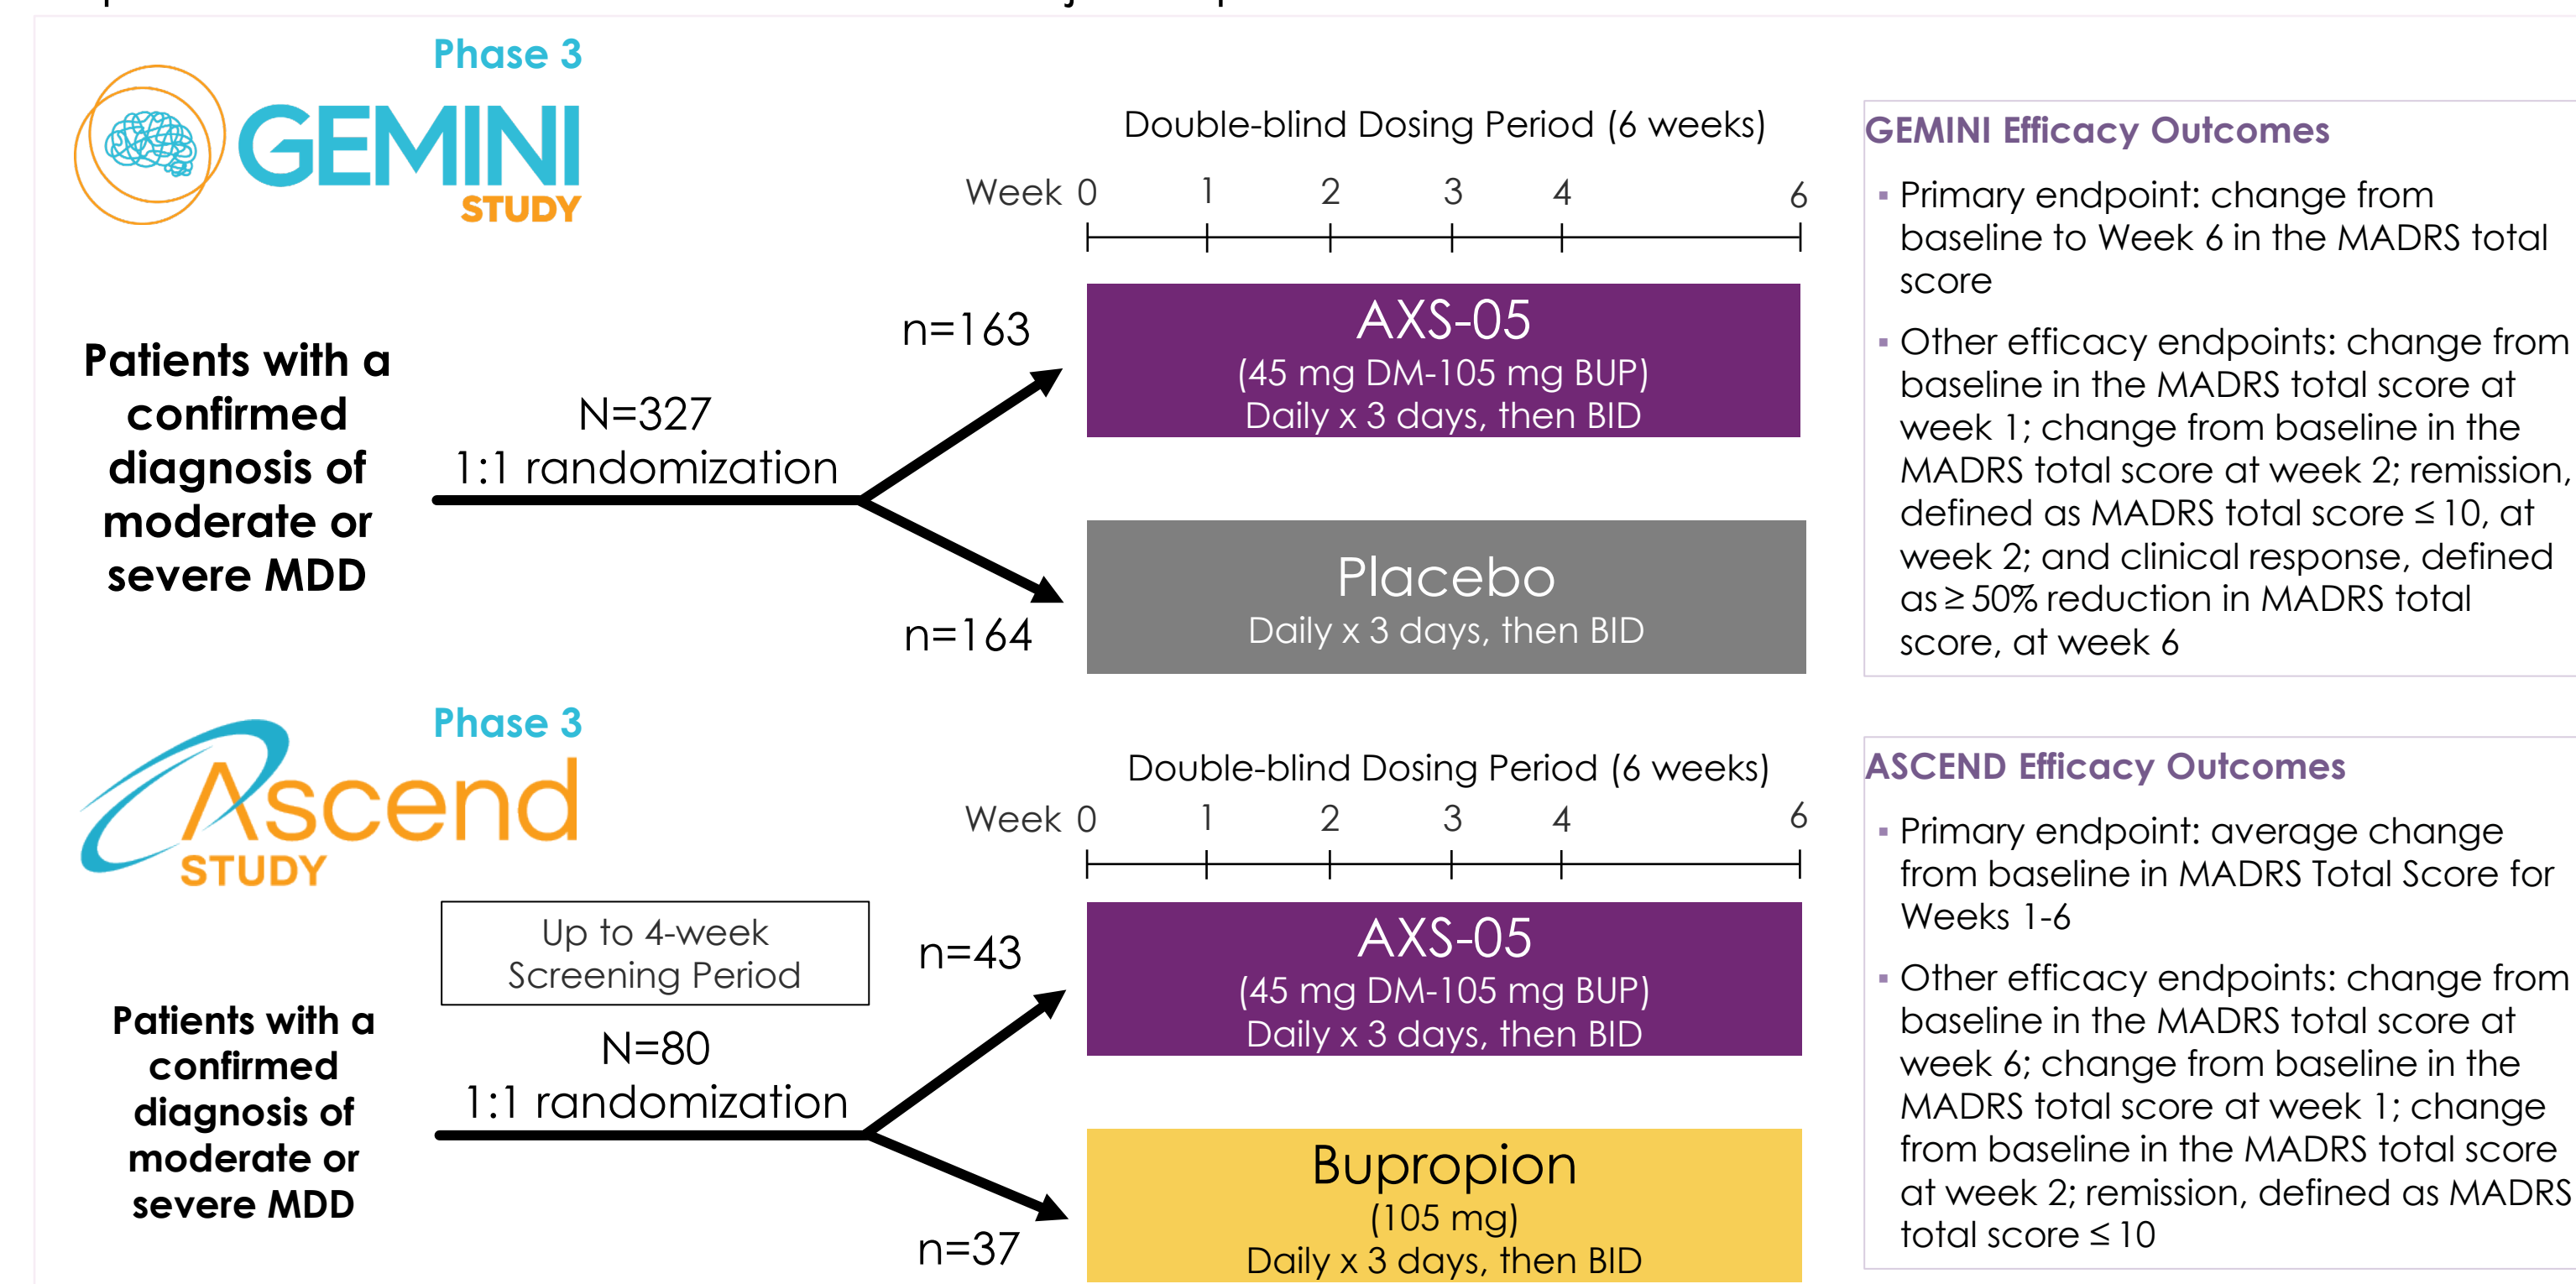 Phase 3
GEMINI
STUDY
Patients with a
confirmed
diagnosis of
moderate or
severe MDD
N=327
1:1 randomization
n=163
n=164
Double-blind Dosing Period (6 weeks)
Week 0 1 2 3 4 6
AXS-05
(45 mg DM-105 mg BUP)
Daily x 3 days, then BID
Placebo
Daily x 3 days, then BID
GEMINI Efficacy Outcomes
▪ Primary endpoint: change from
baseline to Week 6 in the MADRS total
score
▪ Other efficacy endpoints: change from
baseline in the MADRS total score at
week 1; change from baseline in the
MADRS total score at week 2; remission,
defined as MADRS total score ≤ 10, at
week 2; and clinical response, defined
as ≥ 50% reduction in MADRS total
score, at week 6
Phase 3
Ascend
STUDY
Patients with a
confirmed
diagnosis of
moderate or
severe MDD
Up to 4-week
Screening Period
N=80
1:1 randomization
n=43
n=37
Double-blind Dosing Period (6 weeks)
Week 0 1 2 3 4 6
AXS-05
(45 mg DM-105 mg BUP)
Daily x 3 days, then BID
Bupropion
(105 mg)
Daily x 3 days, then BID
ASCEND Efficacy Outcomes
▪ Primary endpoint: average change
from baseline in MADRS Total Score for
Weeks 1-6
▪ Other efficacy endpoints: change from
baseline in the MADRS total score at
week 6; change from baseline in the
MADRS total score at week 1; change
from baseline in the MADRS total score
at week 2; remission, defined as MADRS
total score ≤ 10